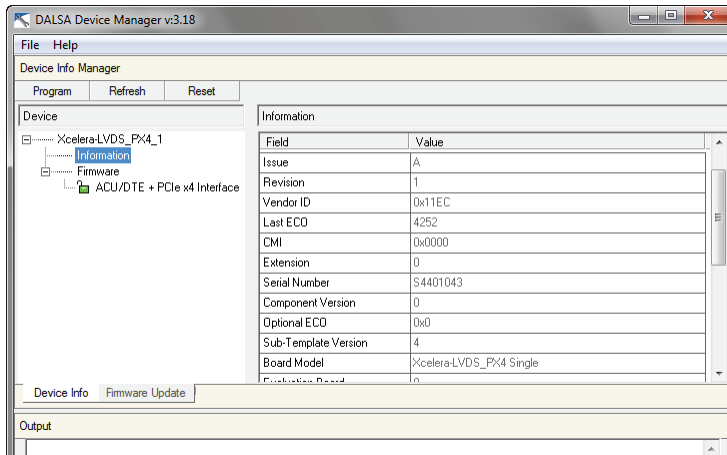 DALSA Device Manager v:3.18
File Help
Device Info Manager
Program Refresh Reset
Device
Xcelera-LVDS_PX4_1
Information
Firmware
ACU/DTE + PCIe x4 Interface
Information
Field Value
Issue A
Revision 1
Vendor ID 0x11EC
Last ECO 4252
CMI 0x0000
Extension 0
Serial Number S4401043
Component Version 0
Optional ECO 0x0
Sub-Template Version 4
Board Model Xcelera-LVDS_PX4 Single
Device Info Firmware Update
Output